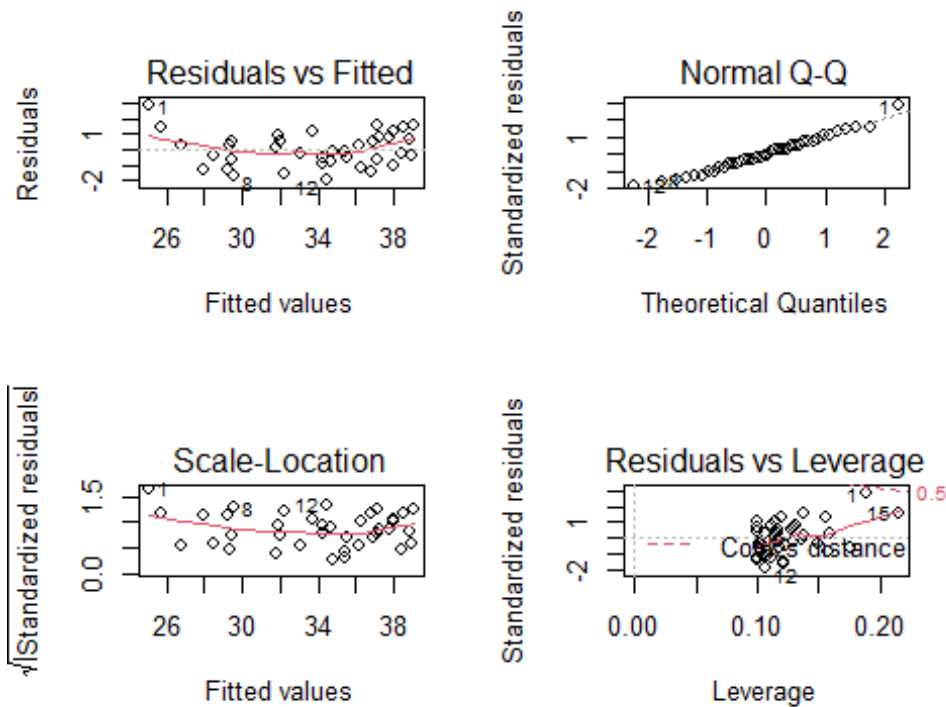 Residuals vs Fitted
Residuals
1
-2
1
8
12
26 30 34 38
Fitted values
Normal Q-Q
Standardized residuals
1
-2
1
-2 -1 0 1 2
Theoretical Quantiles
Scale-Location
√|Standardized residuals|
1.5
0.0
1
8
12
26 30 34 38
Fitted values
Residuals vs Leverage
Standardized residuals
1
-2
1
15
12
0.5
distance
0.00 0.10 0.20
Leverage